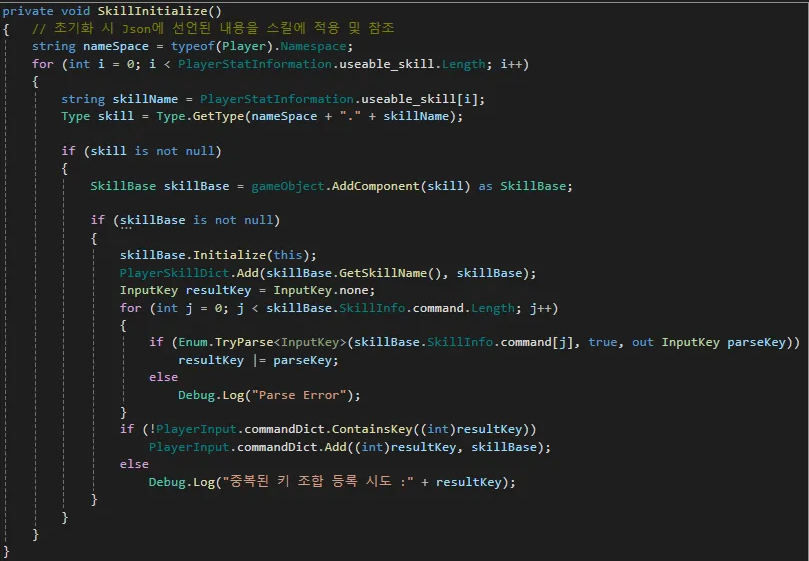 private void SkillInitialize()
{   // 초기화 시 Json에 선언된 내용을 스킬에 적용 및 참조
    string nameSpace = typeof(Player).Namespace;
    for (int i = 0; i < PlayerStatInformation.useable_skill.Length; i++)
    {
        string skillName = PlayerStatInformation.useable_skill[i];
        Type skill = Type.GetType(nameSpace + "." + skillName);

        if (skill is not null)
        {
            SkillBase skillBase = gameObject.AddComponent(skill) as SkillBase;

            if (skillBase is not null)
            {
                skillBase.Initialize(this);
                PlayerSkillDict.Add(skillBase.GetSkillName(), skillBase);
                InputKey resultKey = InputKey.none;
                for (int j = 0; j < skillBase.SkillInfo.command.Length; j++)
                {
                    if (Enum.TryParse<InputKey>(skillBase.SkillInfo.command[j], true, out InputKey parseKey))
                        resultKey |= parseKey;
                    else
                        Debug.Log("Parse Error");
                }
                if (!PlayerInput.commandDict.ContainsKey((int)resultKey))
                    PlayerInput.commandDict.Add((int)resultKey, skillBase);
                else
                    Debug.Log("중복된 키 조합 등록 시도 :" + resultKey);
            }
        }
    }
}